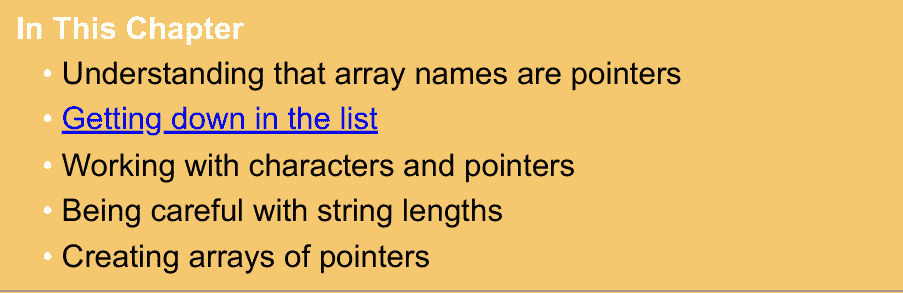 In This Chapter
• Understanding that array names are pointers
• Getting down in the list
• Working with characters and pointers
• Being careful with string lengths
• Creating arrays of pointers